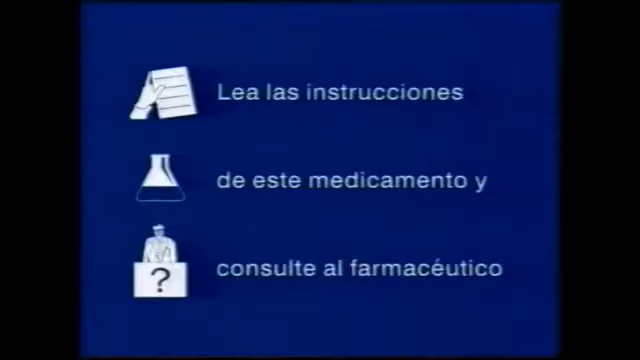 Lea las instrucciones
de este medicamento y
consulte al farmacéutico
?